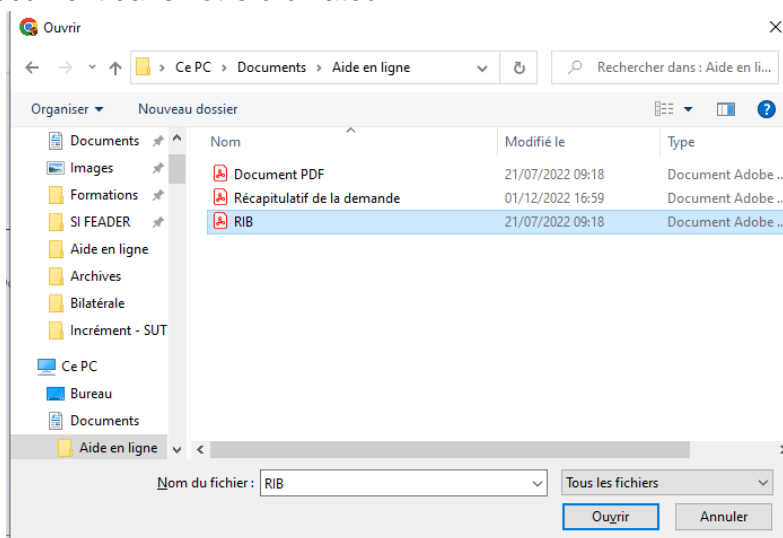 Ouvrir
Ce PC > Documents > Aide en ligne
Rechercher dans : Aide en li...
Organiser
Nouveau dossier
?
Nom
Modifié le
Type
Documents
Images
Formations
SI FEADER
Aide en ligne
Archives
Bilatérale
Incrément - SUT
Ce PC
Bureau
Documents
Aide en ligne
Document PDF 21/07/2022 09:18 Document Adobe ..
Récapitulatif de la demande 01/12/2022 16:59 Document Adobe ..
RIB 21/07/2022 09:18 Document Adobe ..
Nom du fichier : RIB
Tous les fichiers
Ouvrir
Annuler